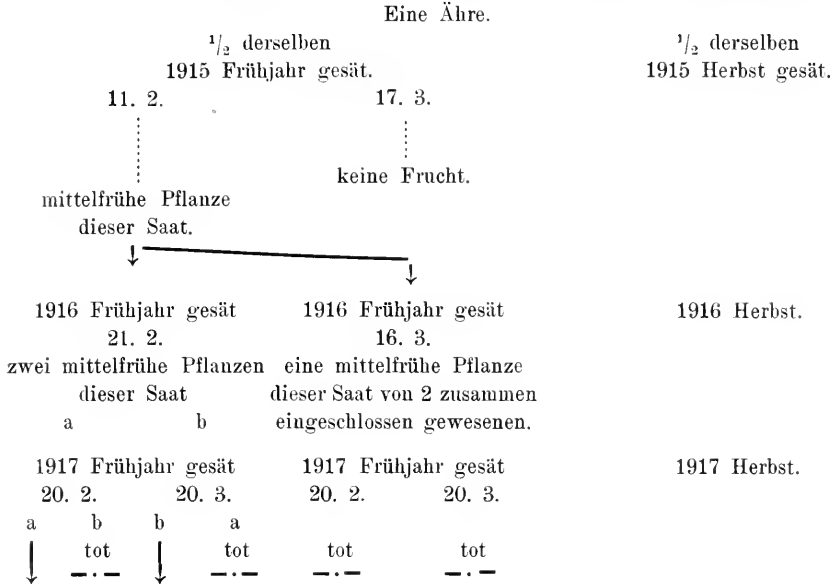 Eine Ähre.
¹/₂ derselben ¹/₂ derselben
1915 Frühjahr gesät. 1915 Herbst gesät.
11. 2. 17. 3.
keine Frucht.
mittelfrühe Pflanze
dieser Saat.
1916 Frühjahr gesät 1916 Frühjahr gesät 1916 Herbst.
21. 2. 16. 3.
zwei mittelfrühe Pflanzen eine mittelfrühe Pflanze
dieser Saat dieser Saat von 2 zusammen
a b eingeschlossen gewesenen.
1917 Frühjahr gesät 1917 Frühjahr gesät 1917 Herbst.
20. 2. 20. 3. 20. 2. 20. 3.
a b b a
tot tot tot tot